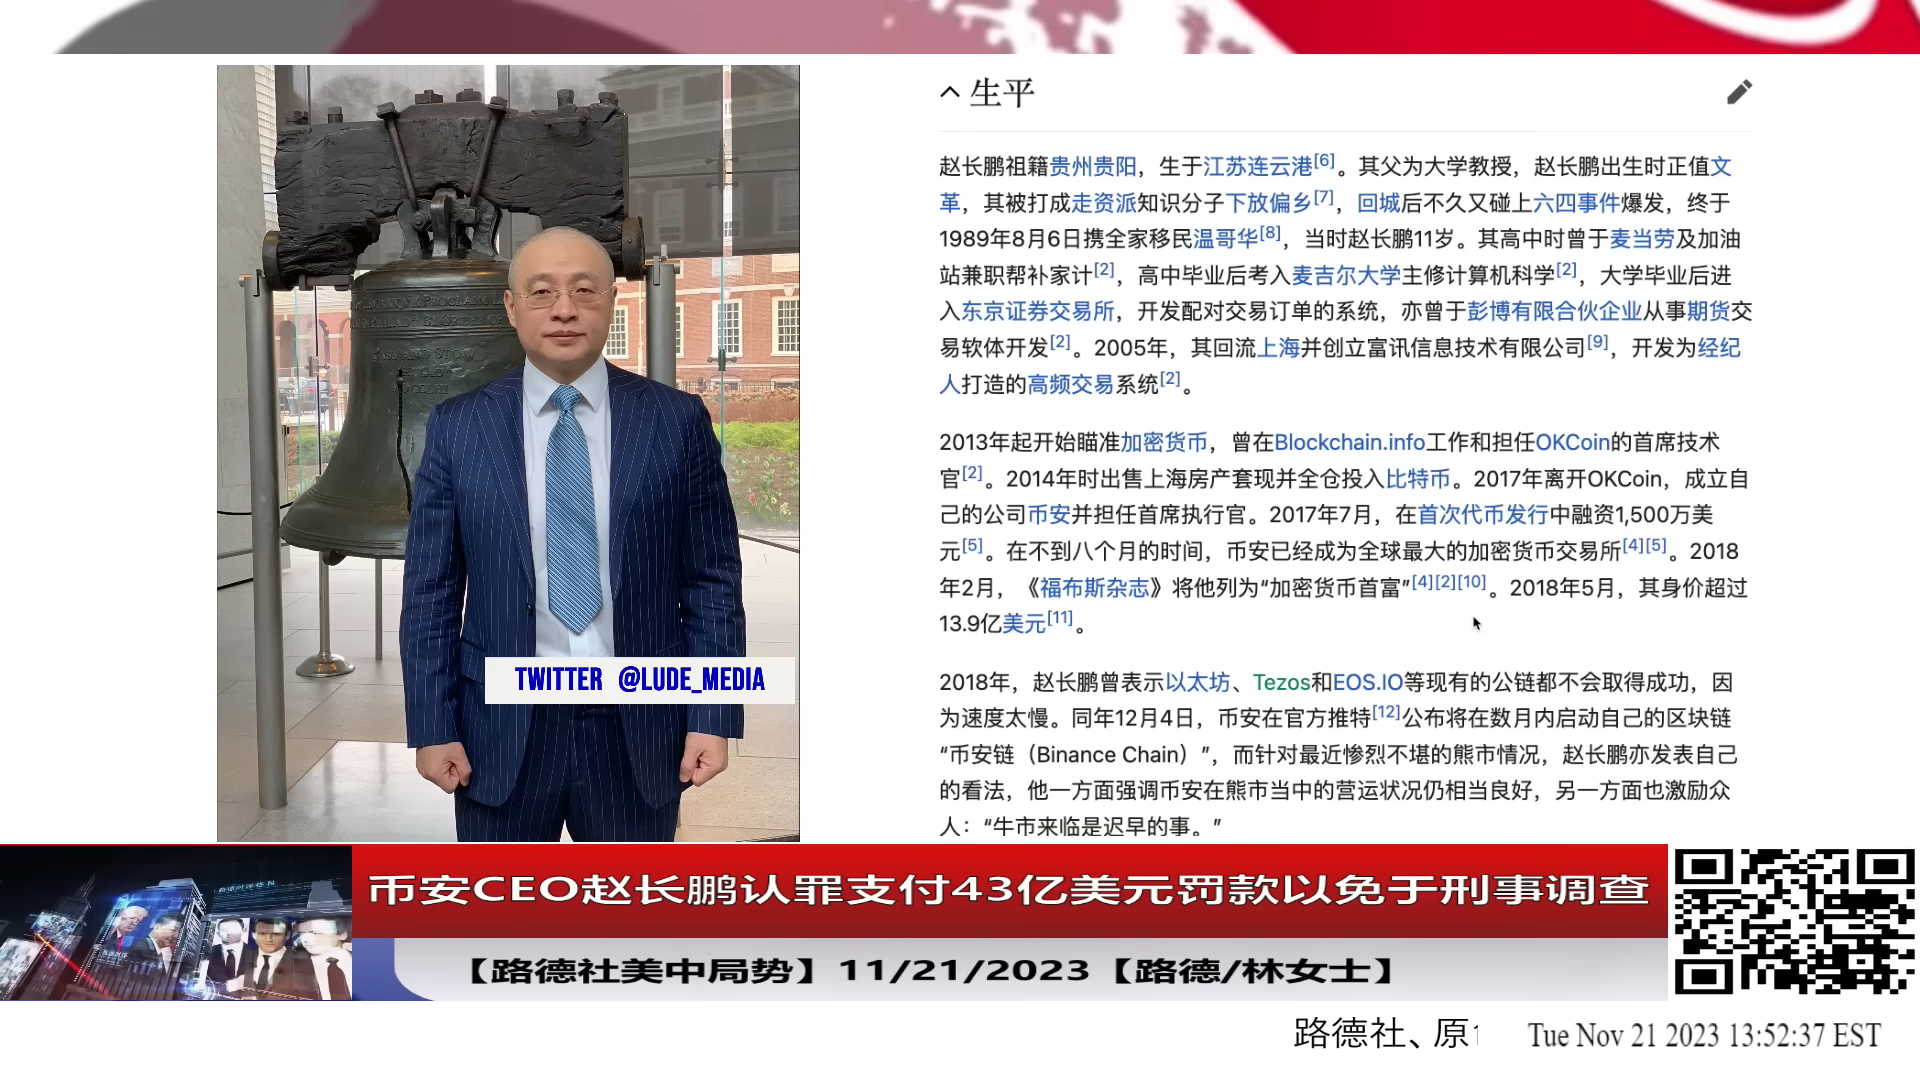 生平
赵长鹏祖籍贵州贵阳，生于江苏连云港[6]。其父为大学教授，赵长鹏出生时正值文
革，其被打成走资派知识分子下放偏乡[7]，回城后不久又碰上六四事件爆发，终于
1989年8月6日携全家移民温哥华[8]，当时赵长鹏11岁。其高中时曾于麦当劳及加油
站兼职帮补家计[2]，高中毕业后考入麦吉尔大学主修计算机科学[2]，大学毕业后进
入东京证券交易所，开发配对交易订单的系统，亦曾于彭博有限合伙企业从事期货交
易软体开发[2]。2005年，其回流上海并创立富讯信息技术有限公司[9]，开发为经纪
人打造的高频交易系统[2]。
2013年起开始瞄准加密货币，曾在Blockchain.info工作和担任OKCoin的首席技术
官[2]。2014年时出售上海房产套现并全仓投入比特币。2017年离开OKCoin，成立自
己的公司币安并担任首席执行官。2017年7月，在首次代币发行中融资1,500万美
元[5]。在不到八个月的时间，币安已经成为全球最大的加密货币交易所[4][5]。2018
年2月，《福布斯杂志》将他列为“加密货币首富”[4][2][10]。2018年5月，其身价超过
13.9亿美元[11]。
2018年，赵长鹏曾表示以太坊、Tezos和EOS.IO等现有的公链都不会取得成功，因
为速度太慢。同年12月4日，币安在官方推特[12]公布将在数月内启动自己的区块链
“币安链（Binance Chain）”，而针对最近惨烈不堪的熊市情况，赵长鹏亦发表自己
的看法，他一方面强调币安在熊市当中的营运状况仍相当良好，另一方面也激励众
人：“牛市来临是迟早的事。”
PASS AND STOW
TWITTER @LUDE_MEDIA
币安CEO赵长鹏认罪支付43亿美元罚款以免于刑事调查
【路德社美中局势】11/21/2023【路德/林女士】
路德社、原
Tue Nov 21 2023 13:52:37 EST